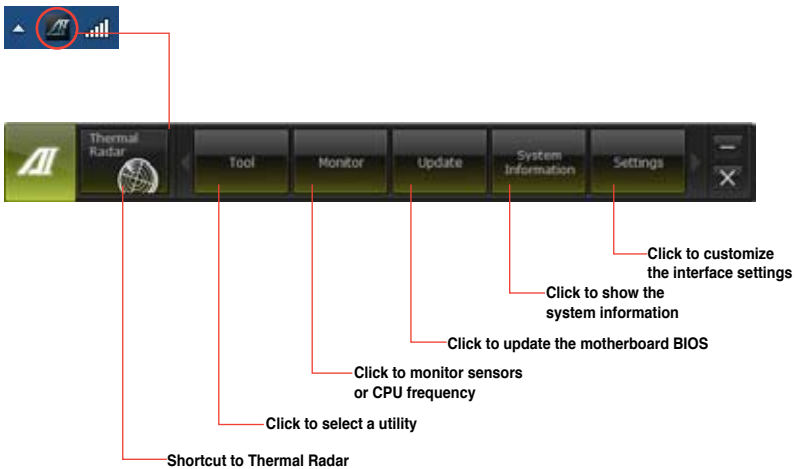 Thermal
Radar
Tool
Monitor
Update
System
Information
Settings
Click to customize
the interface settings
Click to show the
system information
Click to update the motherboard BIOS
Click to monitor sensors
or CPU frequency
Click to select a utility
Shortcut to Thermal Radar